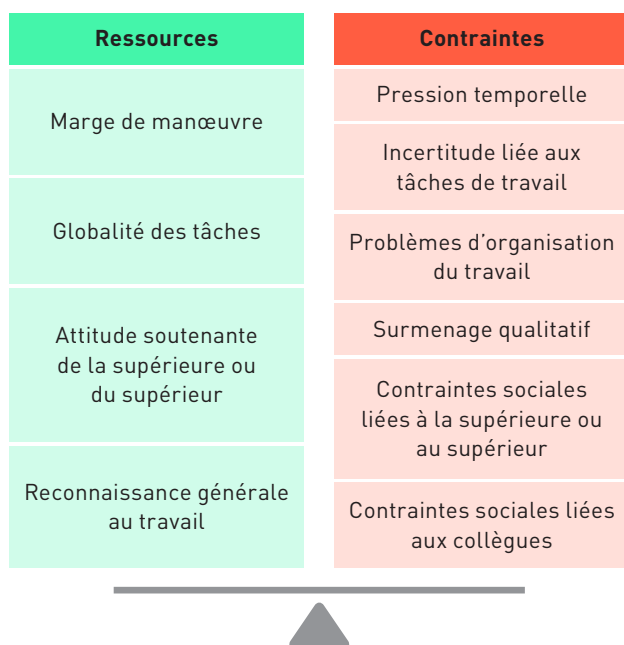 Ressources
Marge de manœuvre
Globalité des tâches
Attitude soutenante
de la supérieure ou
du supérieur
Reconnaissance générale
au travail
Contraintes
Pression temporelle
Incertitude liée aux
tâches de travail
Problèmes d'organisation
du travail
Surmenage qualitatif
Contraintes sociales
liées à la supérieure ou
au supérieur
Contraintes sociales liées
aux collègues